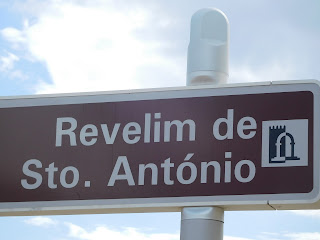 Revelim de
Sto. António